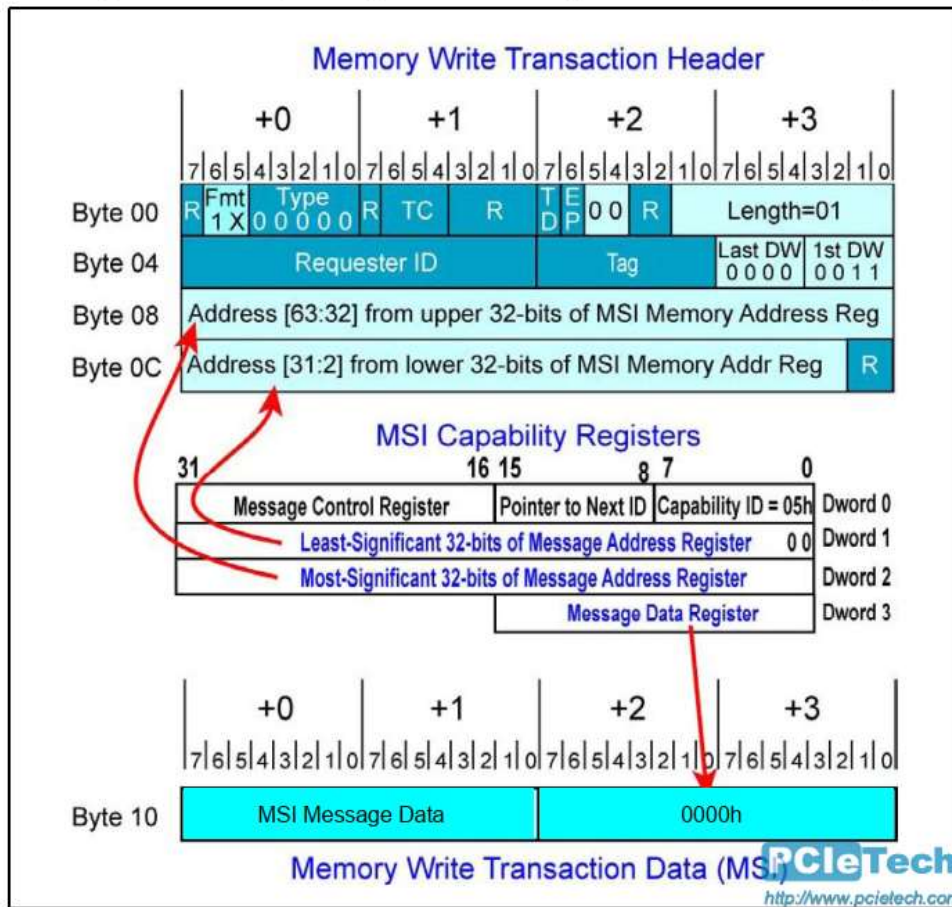 Memory Write Transaction Header
+0 +1 +2 +3
7 6 5 4 3 2 1 0 7 6 5 4 3 2 1 0 7 6 5 4 3 2 1 0 7 6 5 4 3 2 1 0
Byte 00 R Fmt 1 X Type 0 0 0 0 0 R TC R TD EP 0 0 R Length=01
Byte 04 Requester ID Tag Last DW 0 0 0 0 1st DW 0 0 1 1
Byte 08 Address [63:32] from upper 32-bits of MSI Memory Address Reg
Byte 0C Address [31:2] from lower 32-bits of MSI Memory Addr Reg R
MSI Capability Registers
31 16 15 8 7 0
Message Control Register Pointer to Next ID Capability ID = 05h Dword 0
Least-Significant 32-bits of Message Address Register 0 0 Dword 1
Most-Significant 32-bits of Message Address Register Dword 2
Message Data Register Dword 3
+0 +1 +2 +3
7 6 5 4 3 2 1 0 7 6 5 4 3 2 1 0 7 6 5 4 3 2 1 0 7 6 5 4 3 2 1 0
Byte 10 MSI Message Data 0000h
Memory Write Transaction Data (MSI)
PCIeTech
http://www.pcietech.com